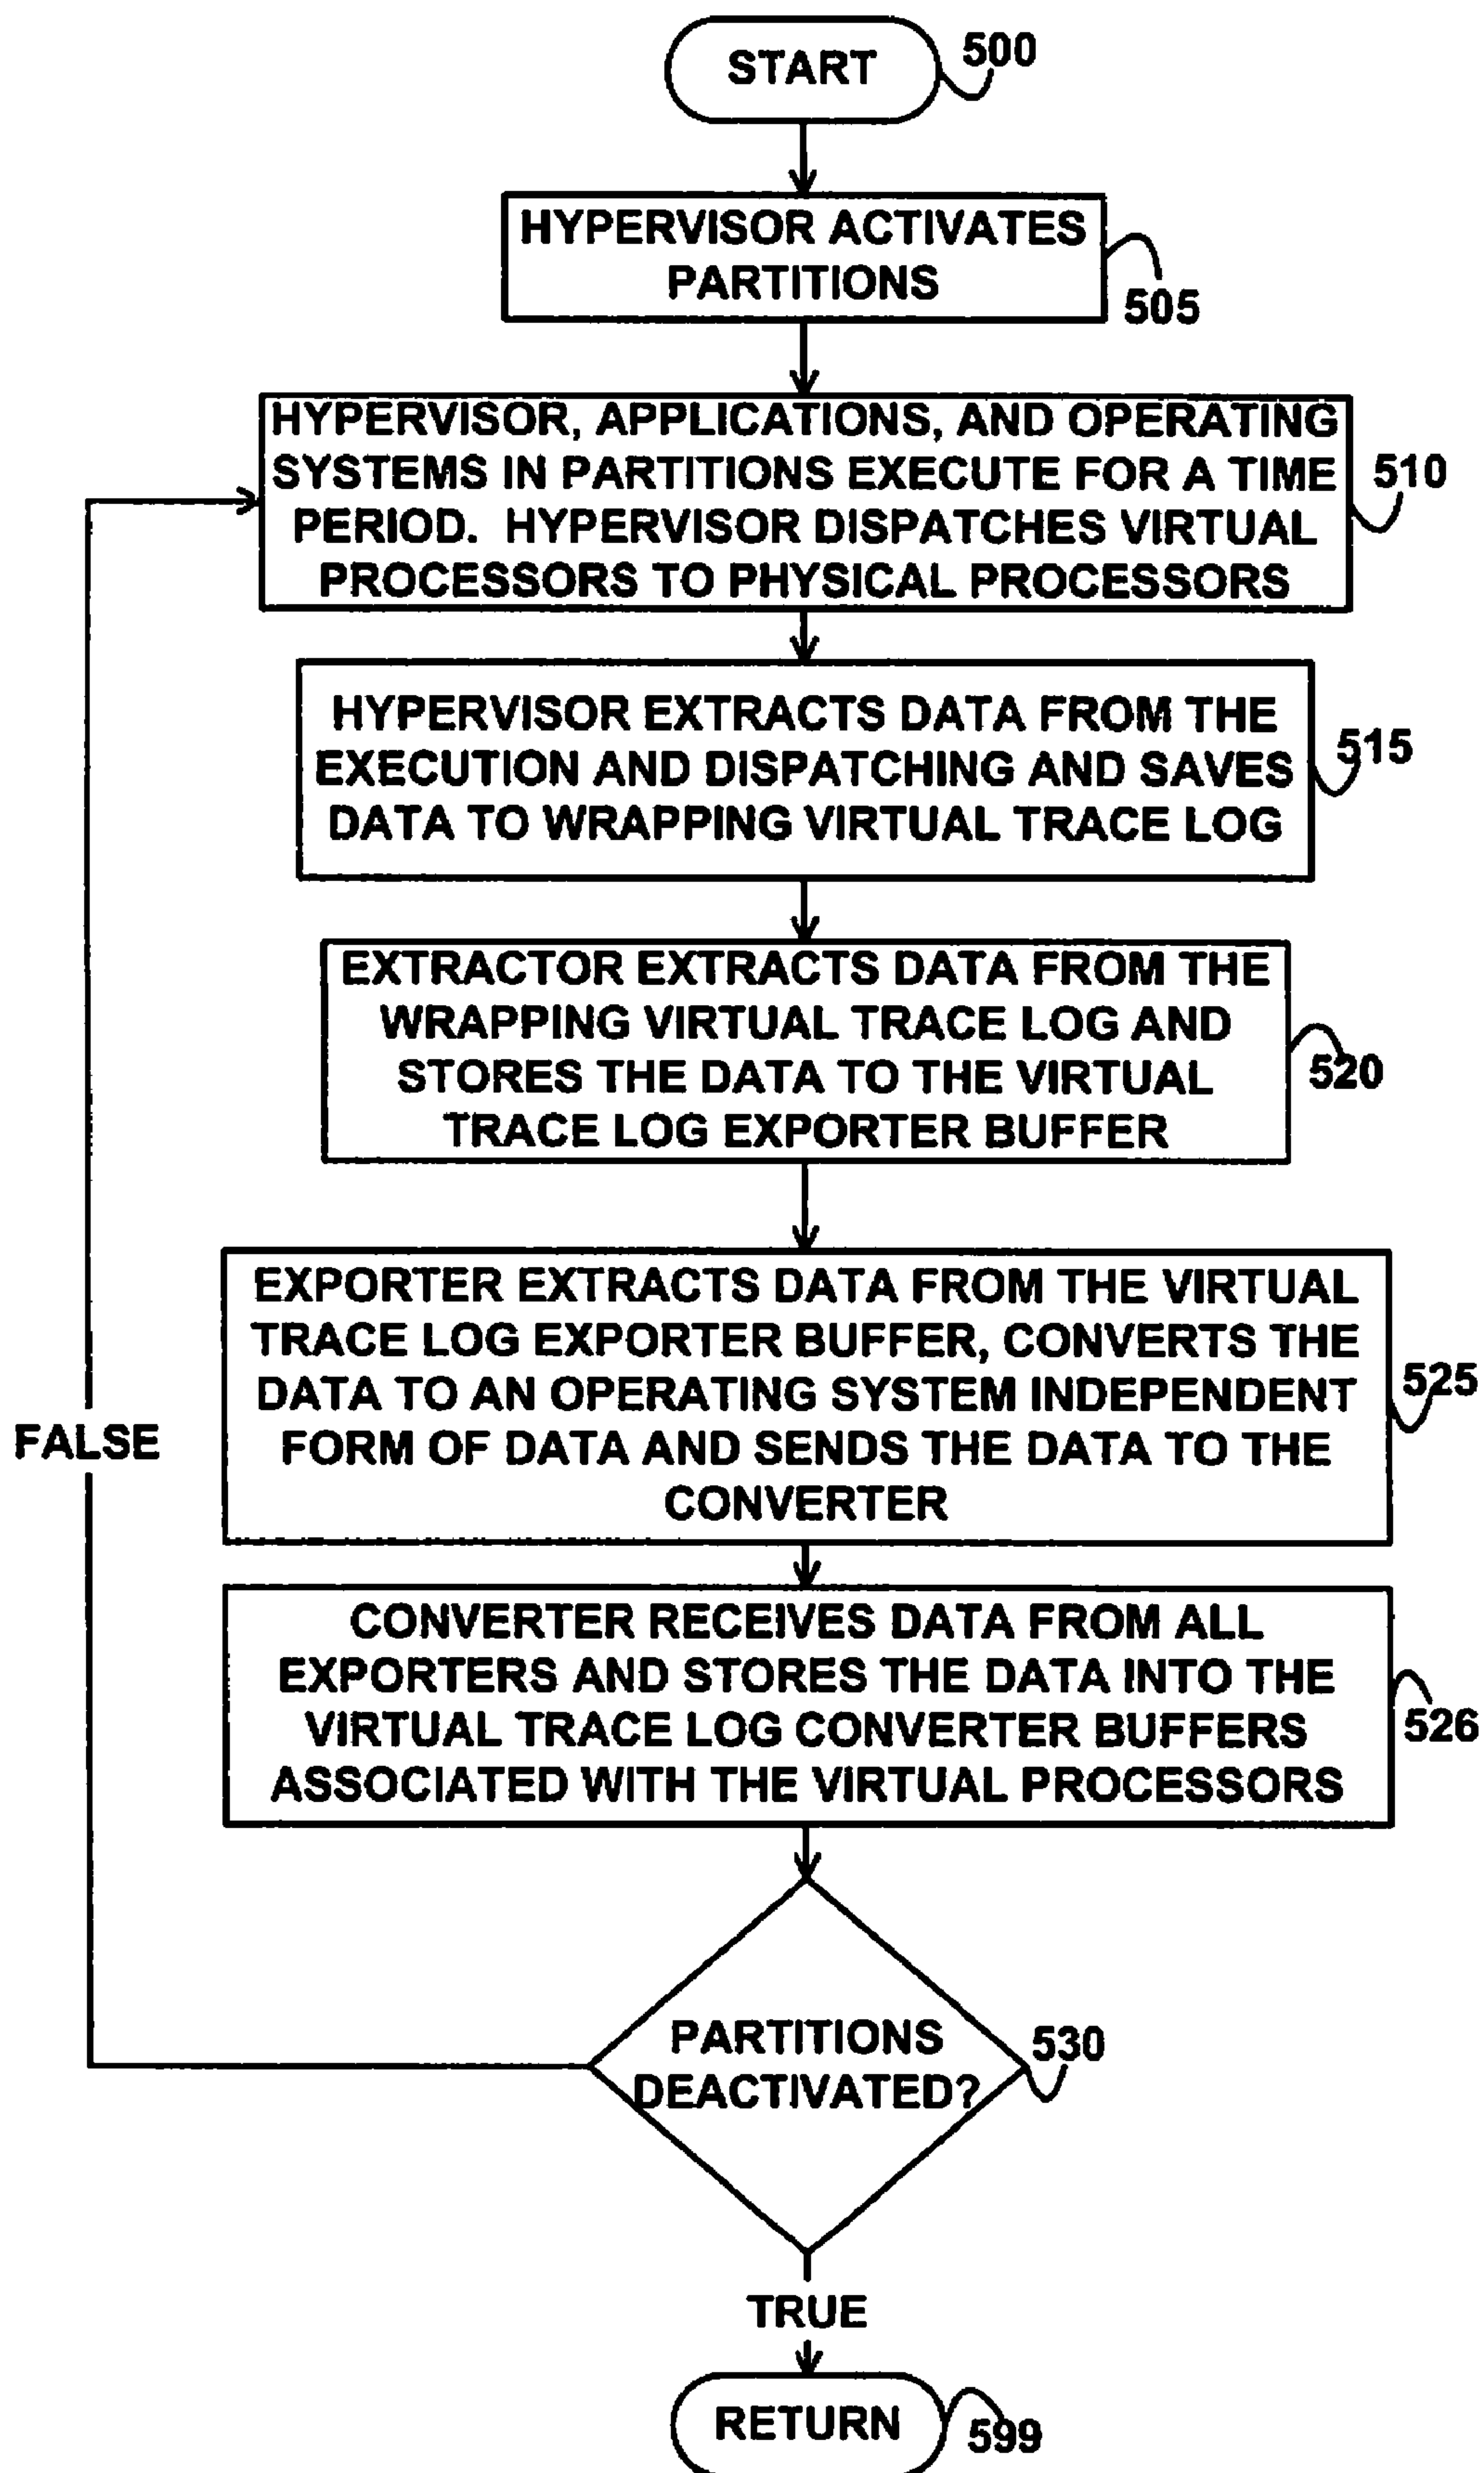 START
500
HYPERVISOR ACTIVATES
PARTITIONS
505
HYPERVISOR, APPLICATIONS, AND OPERATING
SYSTEMS IN PARTITIONS EXECUTE FOR A TIME
PERIOD. HYPERVISOR DISPATCHES VIRTUAL
PROCESSORS TO PHYSICAL PROCESSORS
510
HYPERVISOR EXTRACTS DATA FROM THE
EXECUTION AND DISPATCHING AND SAVES
DATA TO WRAPPING VIRTUAL TRACE LOG
515
EXTRACTOR EXTRACTS DATA FROM THE
WRAPPING VIRTUAL TRACE LOG AND
STORES THE DATA TO THE VIRTUAL
TRACE LOG EXPORTER BUFFER
520
EXPORTER EXTRACTS DATA FROM THE VIRTUAL
TRACE LOG EXPORTER BUFFER, CONVERTS THE
DATA TO AN OPERATING SYSTEM INDEPENDENT
FORM OF DATA AND SENDS THE DATA TO THE
CONVERTER
525
FALSE
CONVERTER RECEIVES DATA FROM ALL
EXPORTERS AND STORES THE DATA INTO THE
VIRTUAL TRACE LOG CONVERTER BUFFERS
ASSOCIATED WITH THE VIRTUAL PROCESSORS
526
PARTITIONS
DEACTIVATED?
530
TRUE
RETURN
599